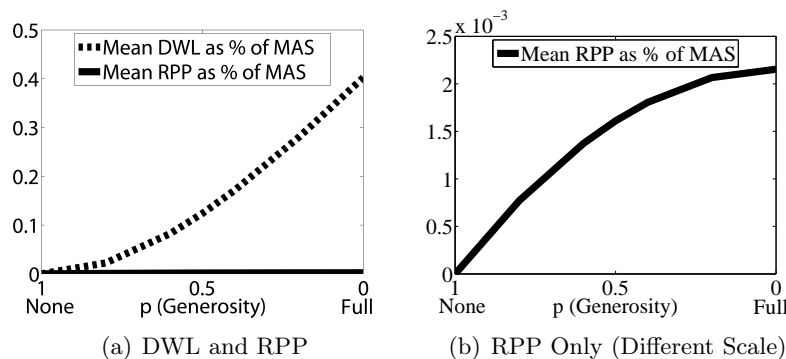 0.5
Mean DWL as % of MAS
Mean RPP as % of MAS
0.4
0.3
0.2
0.1
0
1 0.5 0
None p (Generosity) Full
(a) DWL and RPP
x 10⁻³
2.5
Mean RPP as % of MAS
2
1.5
1
0.5
0
1 0.5 0
None p (Generosity) Full
(b) RPP Only (Different Scale)